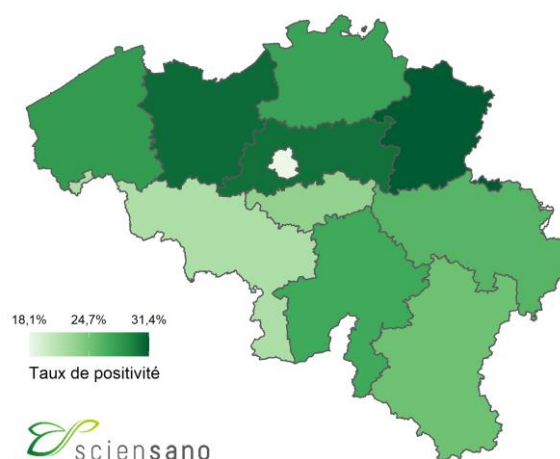 18,1% 24,7% 31,4%
Taux de positivité
sciensano